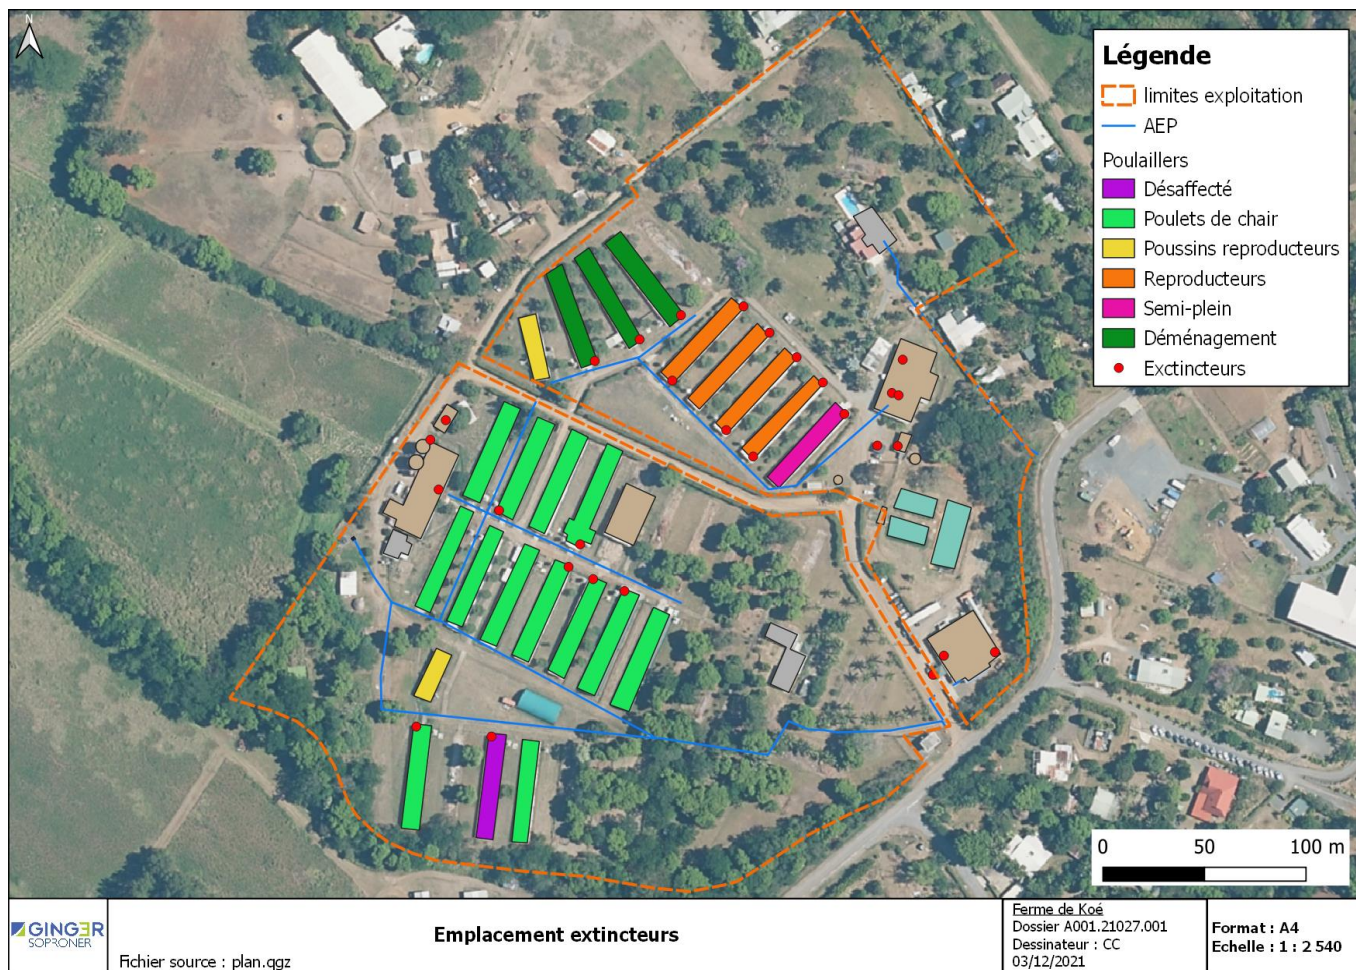 N
Légende
limites exploitation
AEP
Poulaillers
Désaffecté
Poulets de chair
Poussins reproducteurs
Reproducteurs
Semi-plein
Déménagement
Exctincteurs
0 50 100 m
GINGER
SOPRONER
Fichier source : plan.qgz
Emplacement extincteurs
Ferme de Koé
Dossier A001.21027.001
Dessinateur : CC
03/12/2021
Format : A4
Echelle : 1 : 2 540